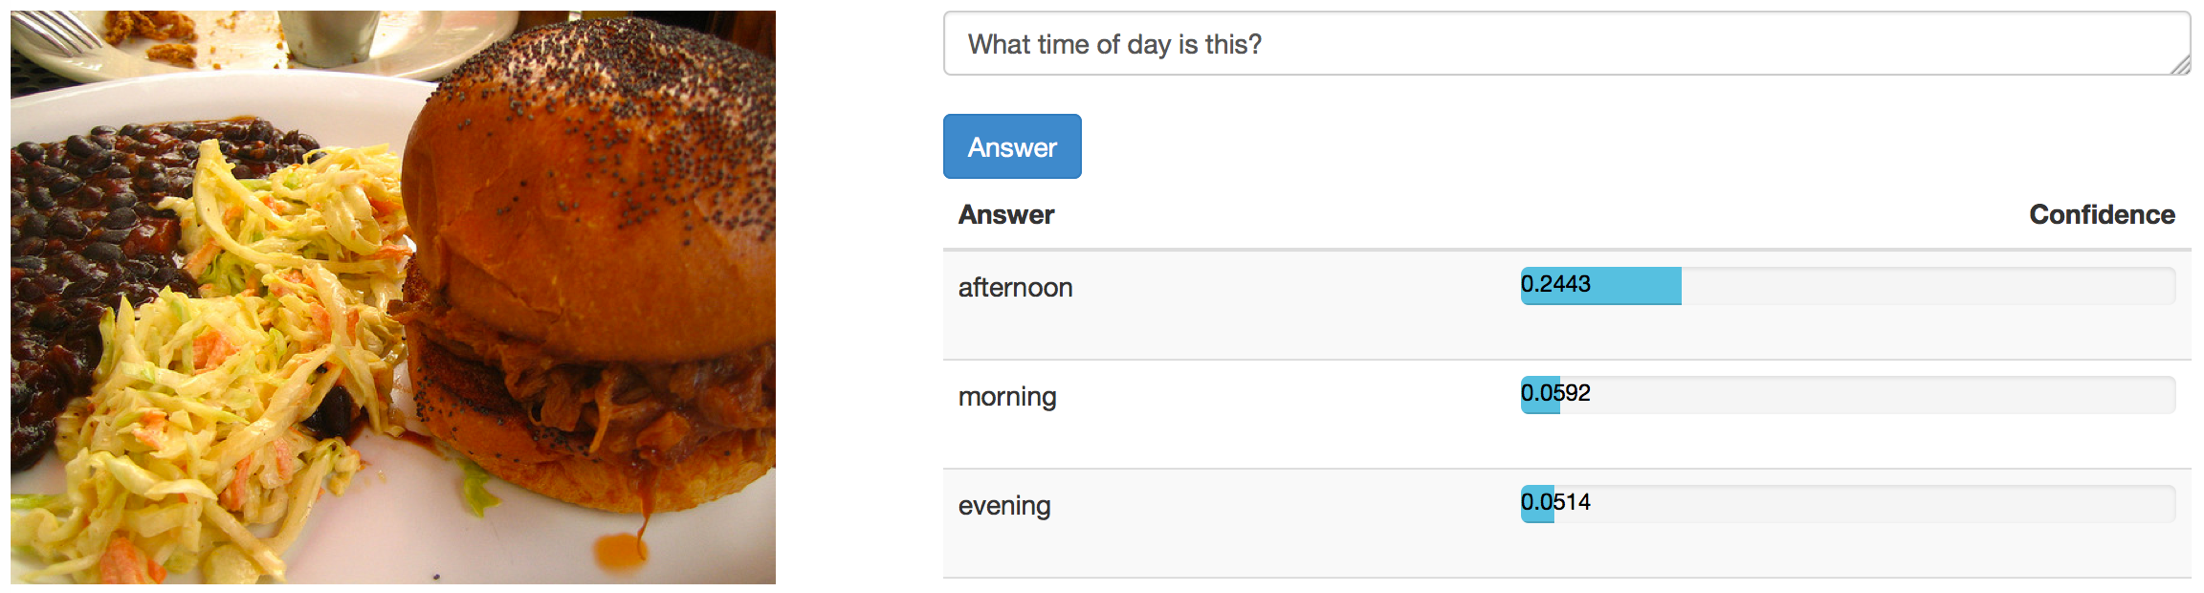 What time of day is this?
Answer
Answer Confidence
afternoon 0.2443
morning 0.0592
evening 0.0514